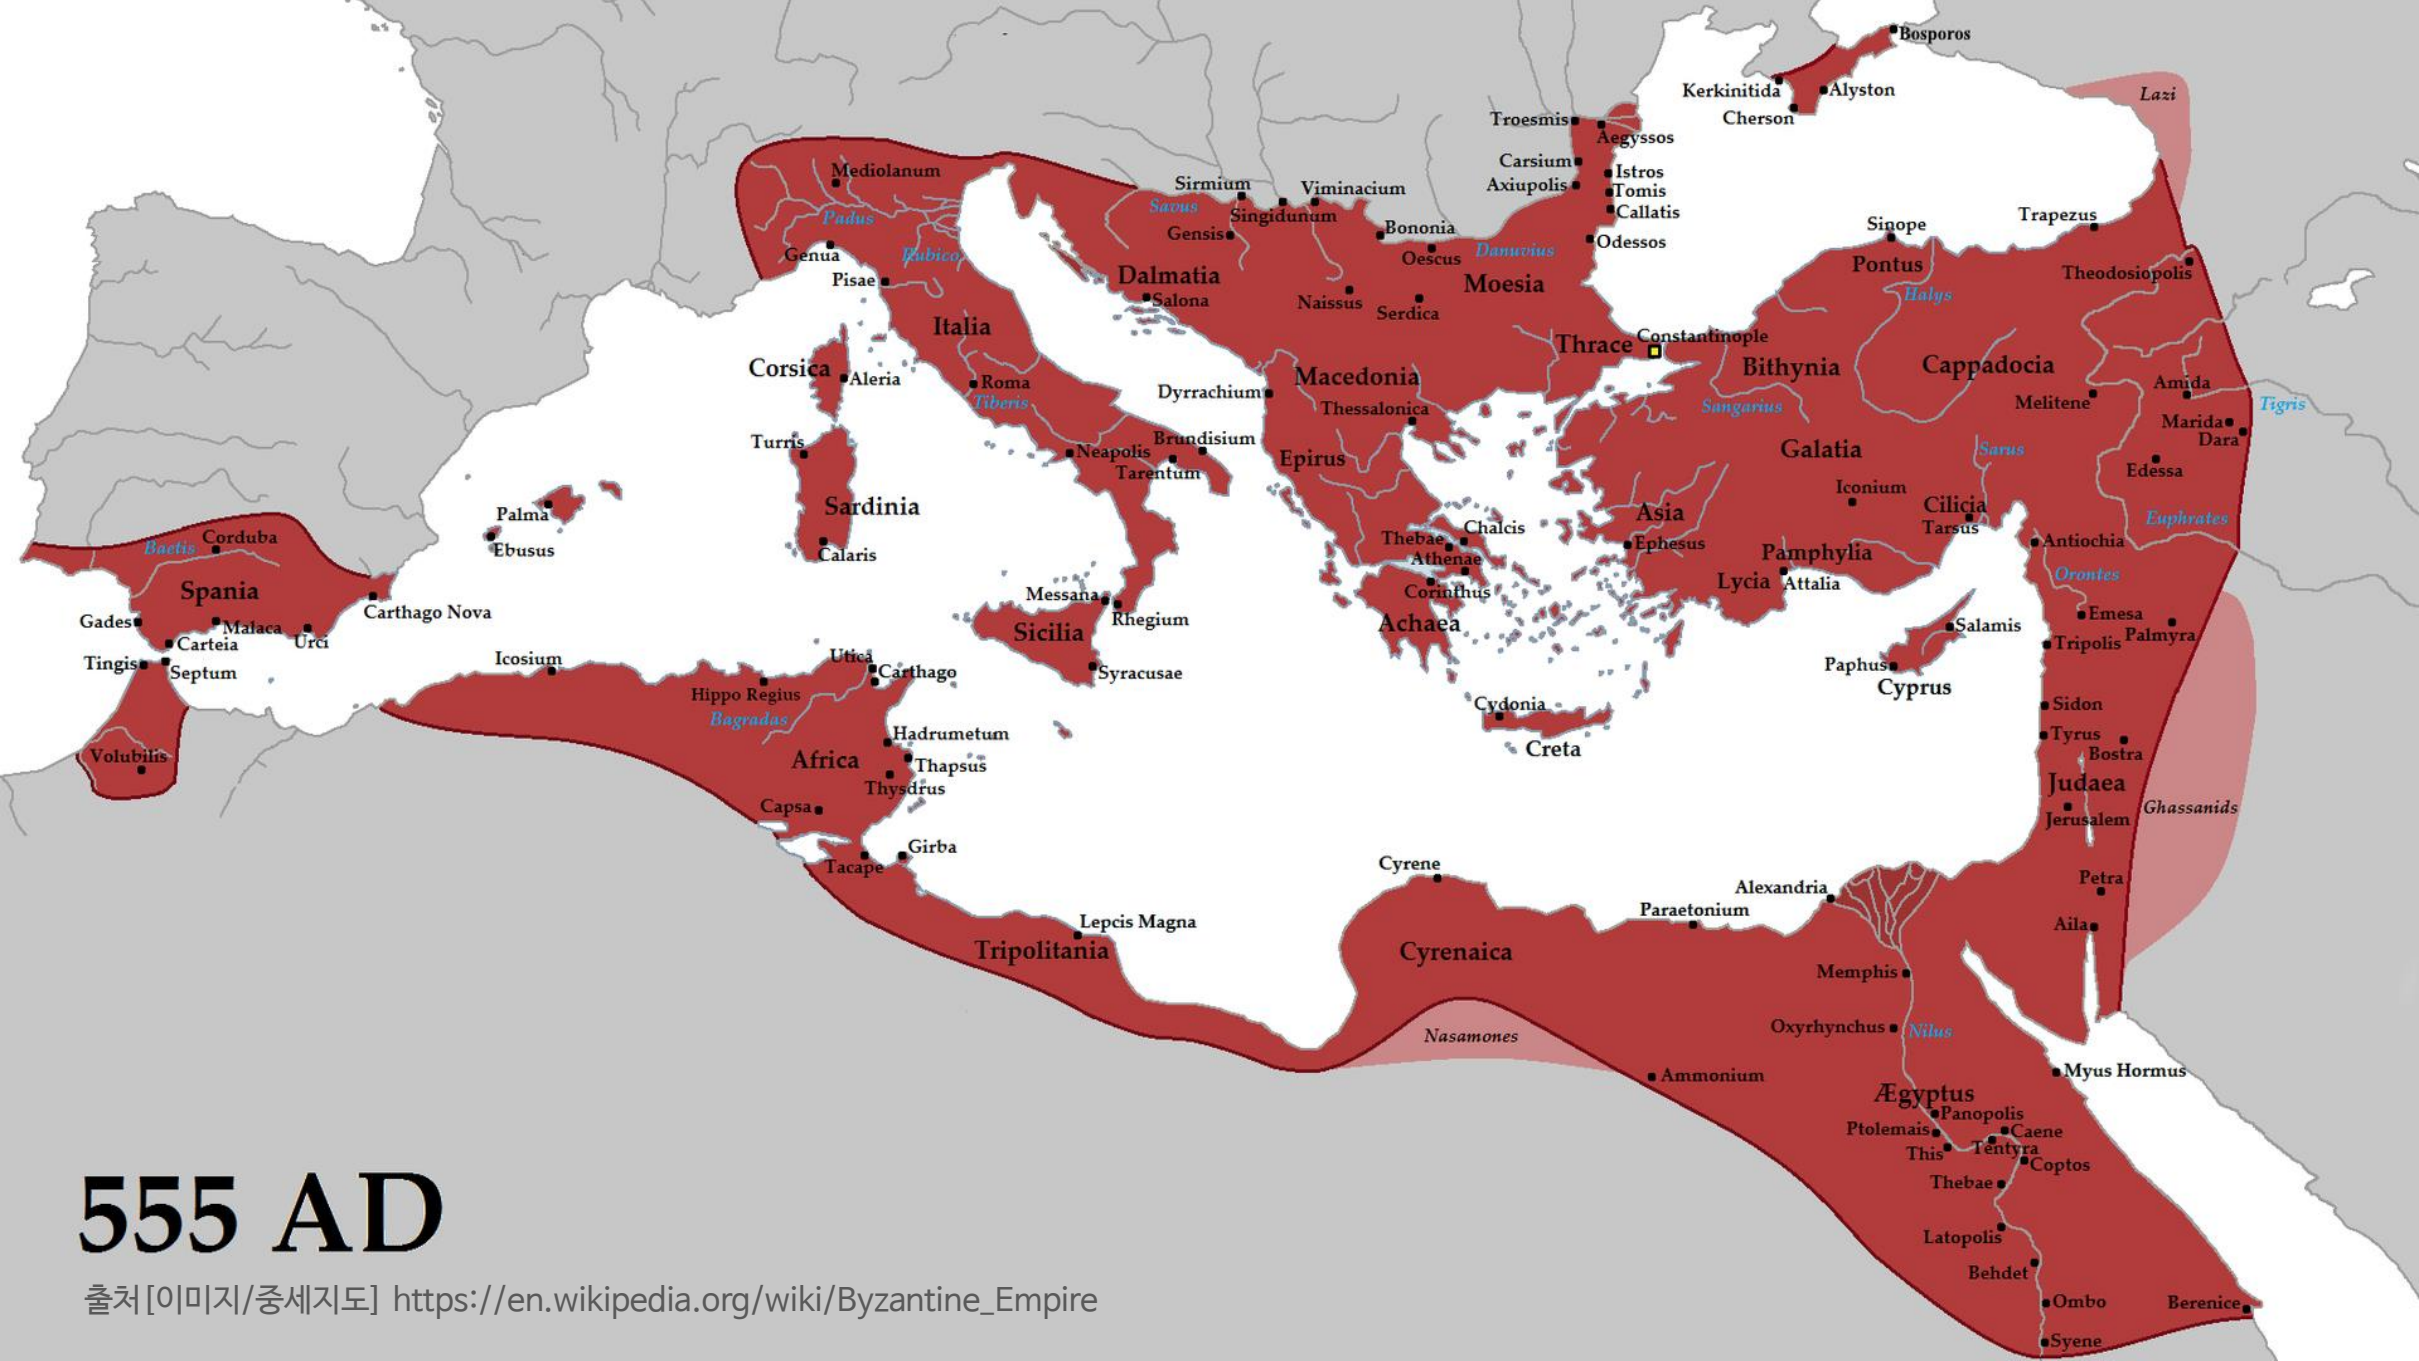 Bosporos
Kerkinitida
Alyston
Cherson
Lazi
Troesmis
Aegyssos
Carsium
Istros
Axiupolis
Tomis
Callatis
Odessos
Mediolanum
Padus
Genua
Rubico
Pisae
Sirmium
Viminacium
Savus
Singidunum
Gensis
Bononia
Oescus
Danuvius
Dalmatia
Moesia
Salona
Naissus
Serdica
Sinope
Trapezus
Pontus
Theodosiopolis
Halys
Italia
Corsica
Aleria
Roma
Tiberis
Thrace
Constantinople
Bithynia
Cappadocia
Macedonia
Dyrrachium
Thessalonica
Sangarius
Melitene
Amida
Tigris
Marida
Dara
Turris
Neapolis
Brundisium
Tarentum
Epirus
Galatia
Sarus
Edessa
Palma
Ebusus
Sardinia
Calaris
Iconium
Cilicia
Tarsus
Asia
Euphrates
Corduba
Baetis
Spania
Carthago Nova
Gades
Malaca
Urci
Carteia
Tingis
Septum
Chalcis
Thebae
Athenae
Corinthus
Achaea
Ephesus
Pamphylia
Lycia
Attalia
Antiochia
Orontes
Emesa
Palmyra
Tripolis
Salamis
Paphus
Cyprus
Messana
Rhegium
Sicilia
Syracusae
Icosium
Utica
Carthago
Hippo Regius
Bagradas
Volubilis
Hadrumetum
Africa
Thapsus
Thysdrus
Capsa
Cydonia
Creta
Sidon
Tyrus
Bostra
Judaea
Jerusalem
Ghassanids
Girba
Tacape
Cyrene
Alexandria
Paraetonium
Petra
Aila
Lepcis Magna
Tripolitania
Cyrenaica
Memphis
Nasamones
Oxyrhynchus
Nilus
Ammonium
Myus Hormus
Ægyptus
Panopolis
Ptolemais
Caene
This
Tentyra
Coptos
Thebae
Latopolis
Behdet
Ombo
Berenice
Syene
555 AD
출처[이미지/중세지도] https://en.wikipedia.org/wiki/Byzantine_Empire